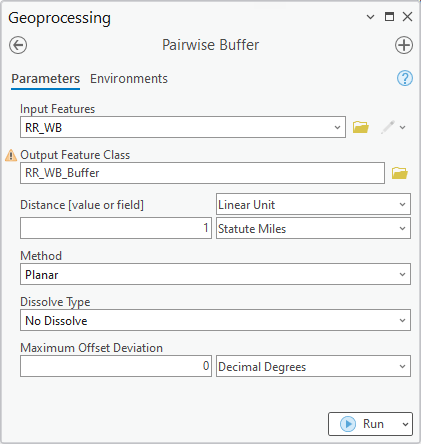 Geoprocessing
Pairwise Buffer
Parameters Environments
Input Features
RR_WB
Output Feature Class
RR_WB_Buffer
Distance [value or field] Linear Unit
1 Statute Miles
Method
Planar
Dissolve Type
No Dissolve
Maximum Offset Deviation
0 Decimal Degrees
Run